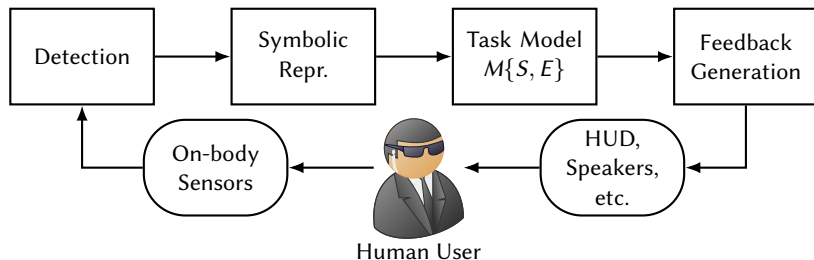 Detection
Symbolic
Repr.
Task Model
M{S, E}
Feedback
Generation
On-body
Sensors
HUD,
Speakers,
etc.
Human User